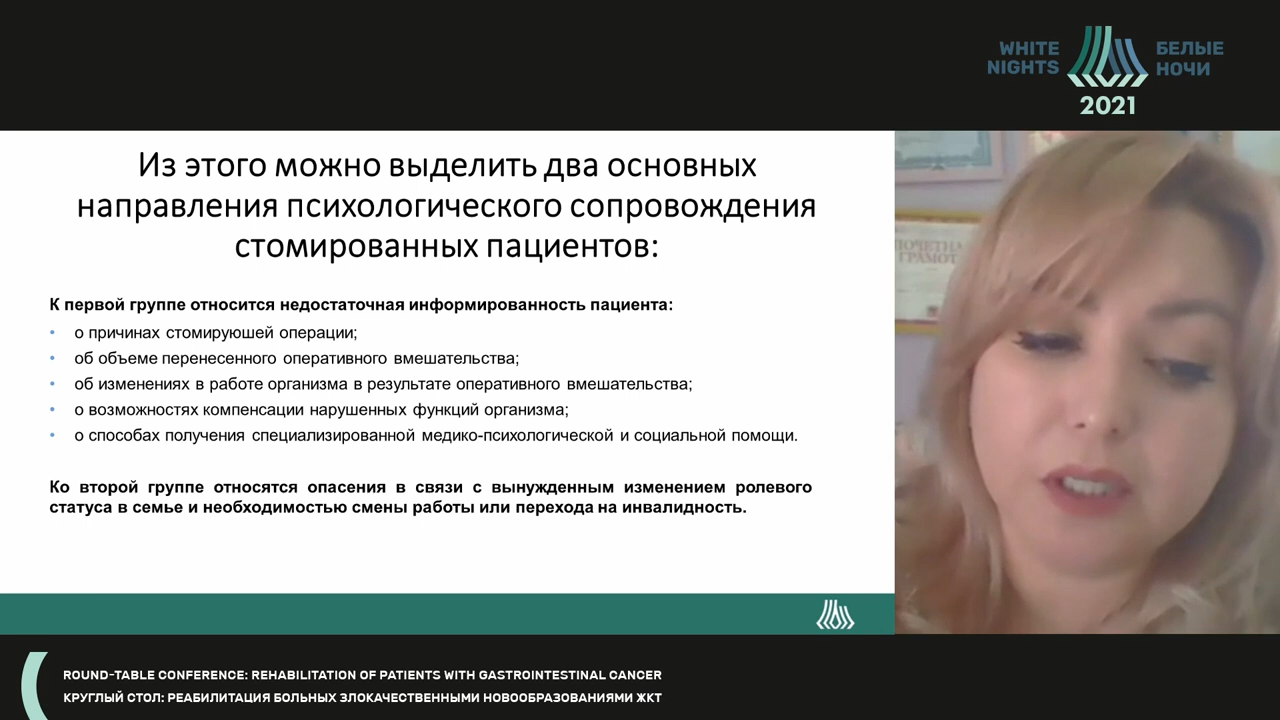 WHITE NIGHTS
БЕЛЫЕ НОЧИ
2021
Из этого можно выделить два основных
направления психологического сопровождения
стомированных пациентов:
К первой группе относится недостаточная информированность пациента:
• о причинах стомируюшей операции;
• об объеме перенесенного оперативного вмешательства;
• об изменениях в работе организма в результате оперативного вмешательства;
• о возможностях компенсации нарушенных функций организма;
• о способах получения специализированной медико-психологической и социальной помощи.
Ко второй группе относятся опасения в связи с вынужденным изменением ролевого
статуса в семье и необходимостью смены работы или перехода на инвалидность.
ПОЧЕТНА
ГРАМОТ
ROUND-TABLE CONFERENCE: REHABILITATION OF PATIENTS WITH GASTROINTESTINAL CANCER
КРУГЛЫЙ СТОЛ: РЕАБИЛИТАЦИЯ БОЛЬНЫХ ЗЛОКАЧЕСТВЕННЫМИ НОВООБРАЗОВАНИЯМИ ЖКТ